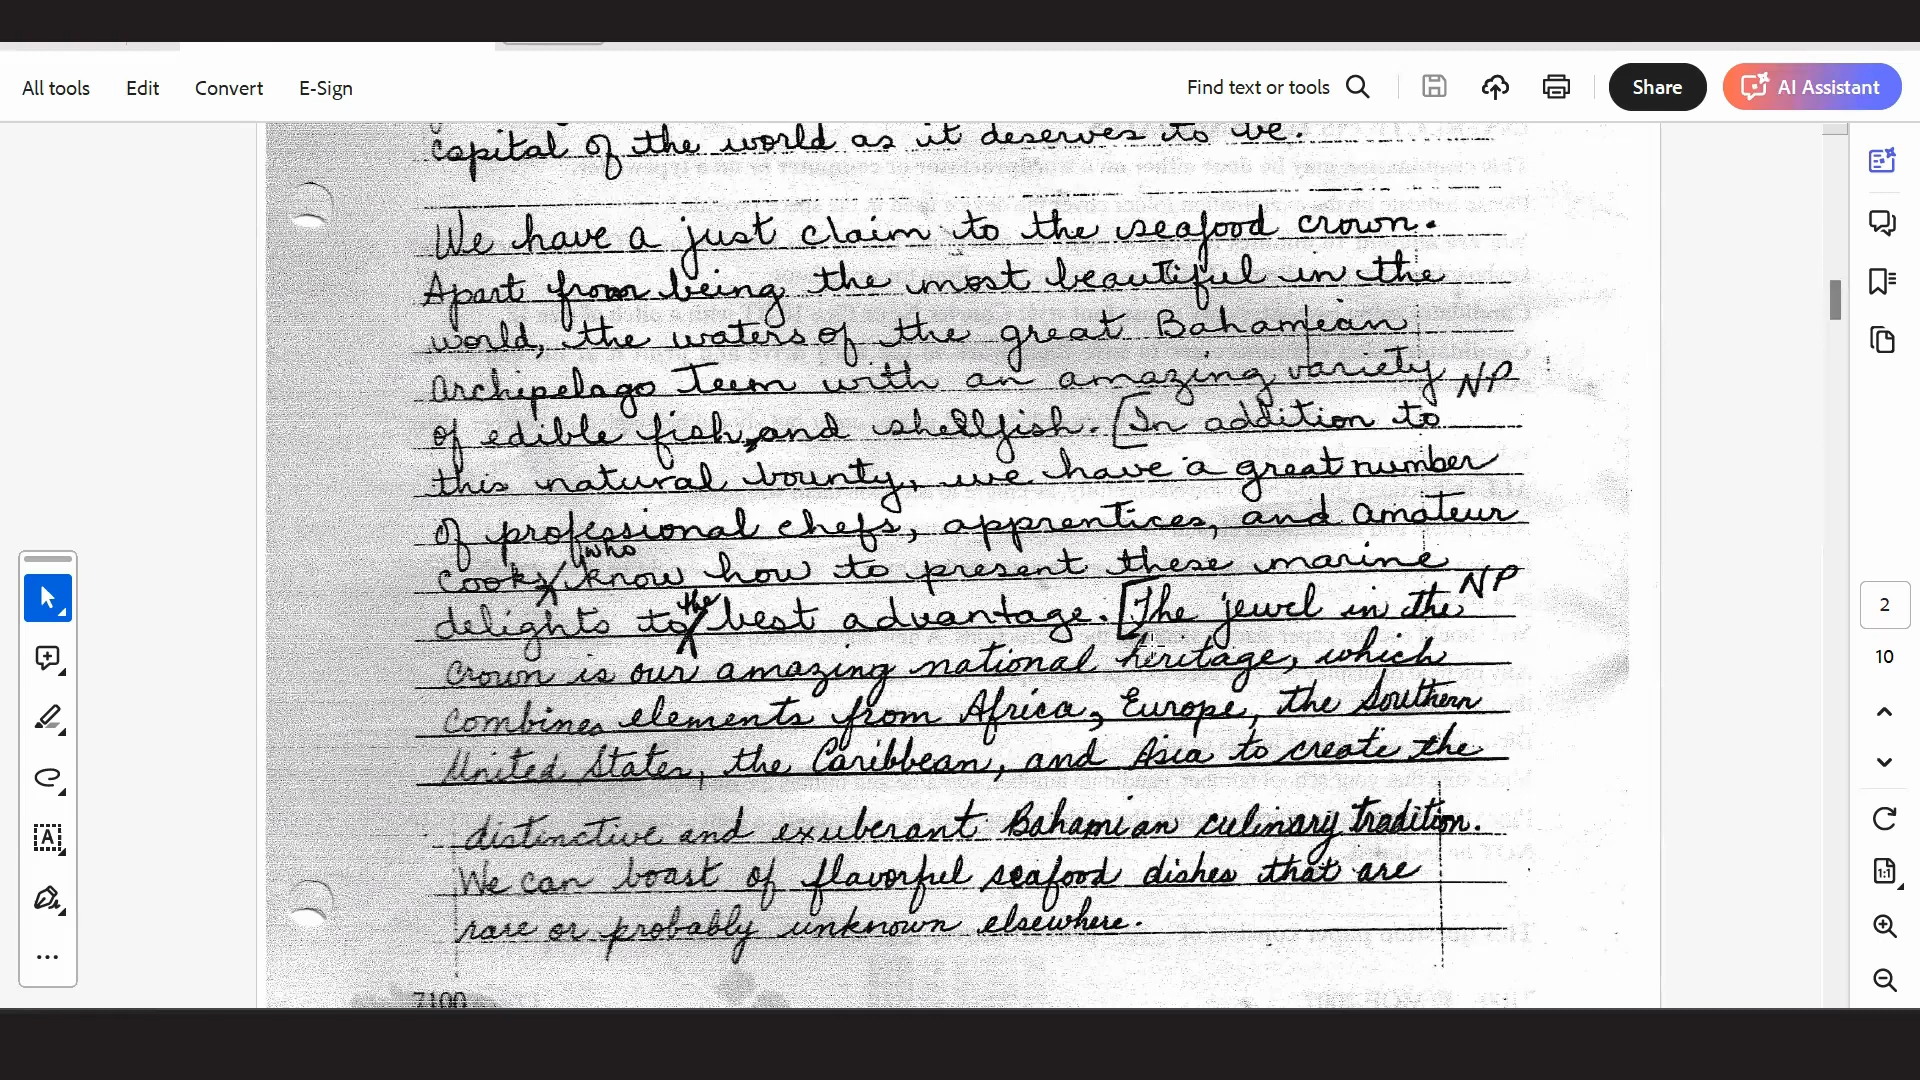 All tools Edit Convert E-Sign Find text or tools Share AI Assistant
capital of the world as it deserves to be.
We have a just claim to the seafood crown.
Apart from being the most beautiful in the
world, the waters of the great Bahamian
Archipelago teem with an amazing variety NP
of edible fish, and shellfish. [In addition to
this natural bounty, we have a great number
of professional chefs, apprentices, and amateur
who
cooks know how to present these marine
the
delights to best advantage. [The jewel in the NP
crown is our amazing national heritage, which
combines elements from Africa, Europe, the Southern
United States, the Caribbean, and Asia to create the
distinctive and exuberant Bahamian culinary tradition.
We can boast of flavorful seafood dishes that are
rare or probably unknown elsewhere.
7100
2
10